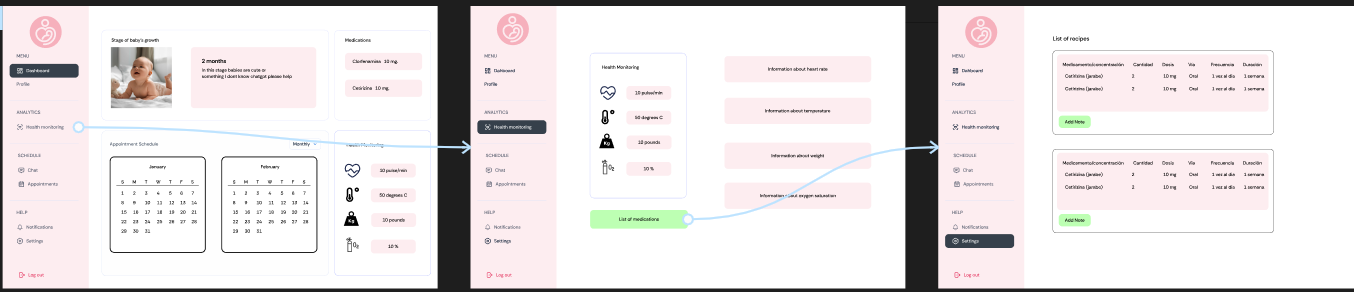 MENU
Dashboard
Profile
ANALYTICS
Health monitoring
SCHEDULE
Chat
Appointments
HELP
Notifications
Settings
Log out
Stage of baby's growth
2 months
In this stage babies are cute or
something I dont know chatgpt please help
Medications
Clorfenamina 10 mg.
Cetirizina 10 mg.
Appointment Schedule
Monthly
January
S M T W T F S
1 2 3 4 5 6 7
8 9 10 11 12 13 14
15 16 17 18 19 20 21
22 23 24 25 26 27 28
29 30 31
February
S M T W T F S
1 2 3 4 5 6 7
8 9 10 11 12 13 14
15 16 17 18 19 20 21
22 23 24 25 26 27 28
29 30 31
Health Monitoring
10 pulse/min
50 degrees C
Kg
10 pounds
O2
10 %
MENU
Dashboard
Profile
ANALYTICS
Health monitoring
SCHEDULE
Chat
Appointments
HELP
Notifications
Settings
Log out
Health Monitoring
10 pulse/min
50 degrees C
Kg
10 pounds
O2
10 %
List of medications
Information about heart rate
Information about temperature
Information about weight
Information about oxygen saturation
MENU
Dashboard
Profile
ANALYTICS
Health monitoring
SCHEDULE
Chat
Appointments
HELP
Notifications
Settings
Log out
List of recipes
Medicamento/concentración Cantidad Dosis Vía Frecuencia Duración
Cetirizina (jarabe) 2 10 mg Oral 1 vez al día 1 semana
Cetirizina (jarabe) 2 10 mg Oral 1 vez al día 1 semana
Add Note
Medicamento/concentración Cantidad Dosis Vía Frecuencia Duración
Cetirizina (jarabe) 2 10 mg Oral 1 vez al día 1 semana
Cetirizina (jarabe) 2 10 mg Oral 1 vez al día 1 semana
Add Note